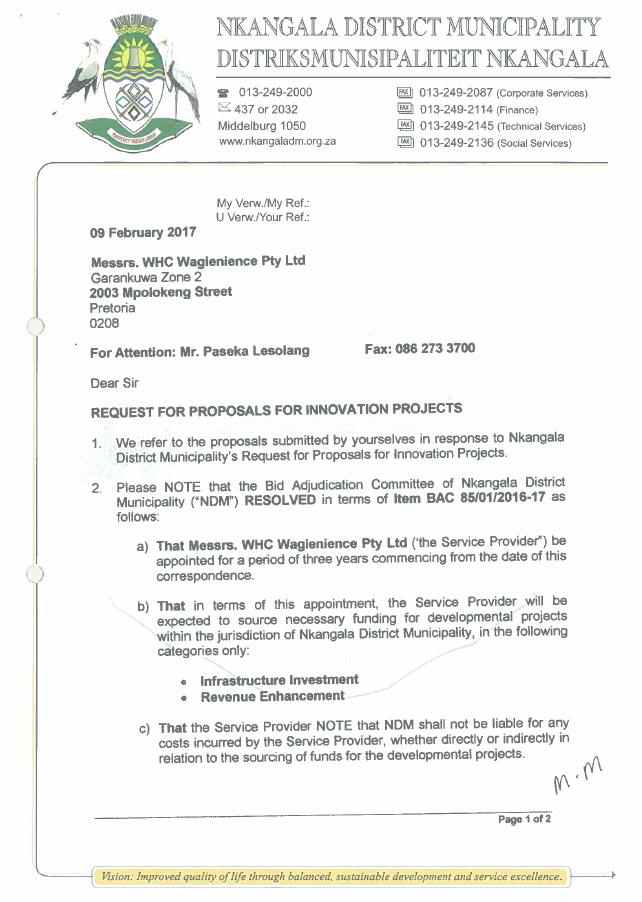 NKANGALA DISTRICT MUNICIPALITY
DISTRIKSMUNISIPALITEIT NKANGALA
013-249-2000
437 or 2032
Middelburg 1050
www.nkangaladm.org.za
FAX 013-249-2087 (Corporate Services)
FAX 013-249-2114 (Finance)
FAX 013-249-2145 (Technical Services)
FAX 013-249-2136 (Social Services)
My Verw./My Ref.:
U Verw./Your Ref.:
09 February 2017
Messrs. WHC Wagienience Pty Ltd
Garankuwa Zone 2
2003 Mpolokeng Street
Pretoria
0208
For Attention: Mr. Paseka Lesolang Fax: 086 273 3700
Dear Sir
REQUEST FOR PROPOSALS FOR INNOVATION PROJECTS
1. We refer to the proposals submitted by yourselves in response to Nkangala
District Municipality's Request for Proposals for Innovation Projects.
2. Please NOTE that the Bid Adjudication Committee of Nkangala District
Municipality ("NDM") RESOLVED in terms of Item BAC 85/01/2016-17 as
follows:
a) That Messrs. WHC Wagienience Pty Ltd ('the Service Provider") be
appointed for a period of three years commencing from the date of this
correspondence.
b) That in terms of this appointment, the Service Provider will be
expected to source necessary funding for developmental projects
within the jurisdiction of Nkangala District Municipality, in the following
categories only:
• Infrastructure Investment
• Revenue Enhancement
c) That the Service Provider NOTE that NDM shall not be liable for any
costs incurred by the Service Provider, whether directly or indirectly in
relation to the sourcing of funds for the developmental projects.
M.M
Page 1 of 2
Vision: Improved quality of life through balanced, sustainable development and service excellence.